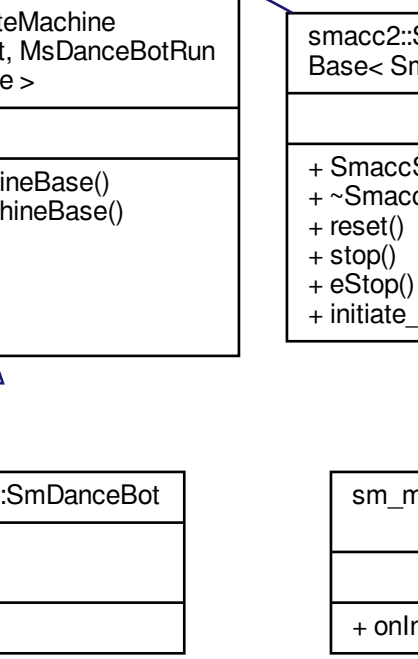 teMachine
t, MsDanceBotRun
e >
ineBase()
hineBase()
smacc2::S
Base< Sm
+ SmaccS
+ ~Smacc
+ reset()
+ stop()
+ eStop()
+ initiate_
::SmDanceBot
sm_m
+ onIn